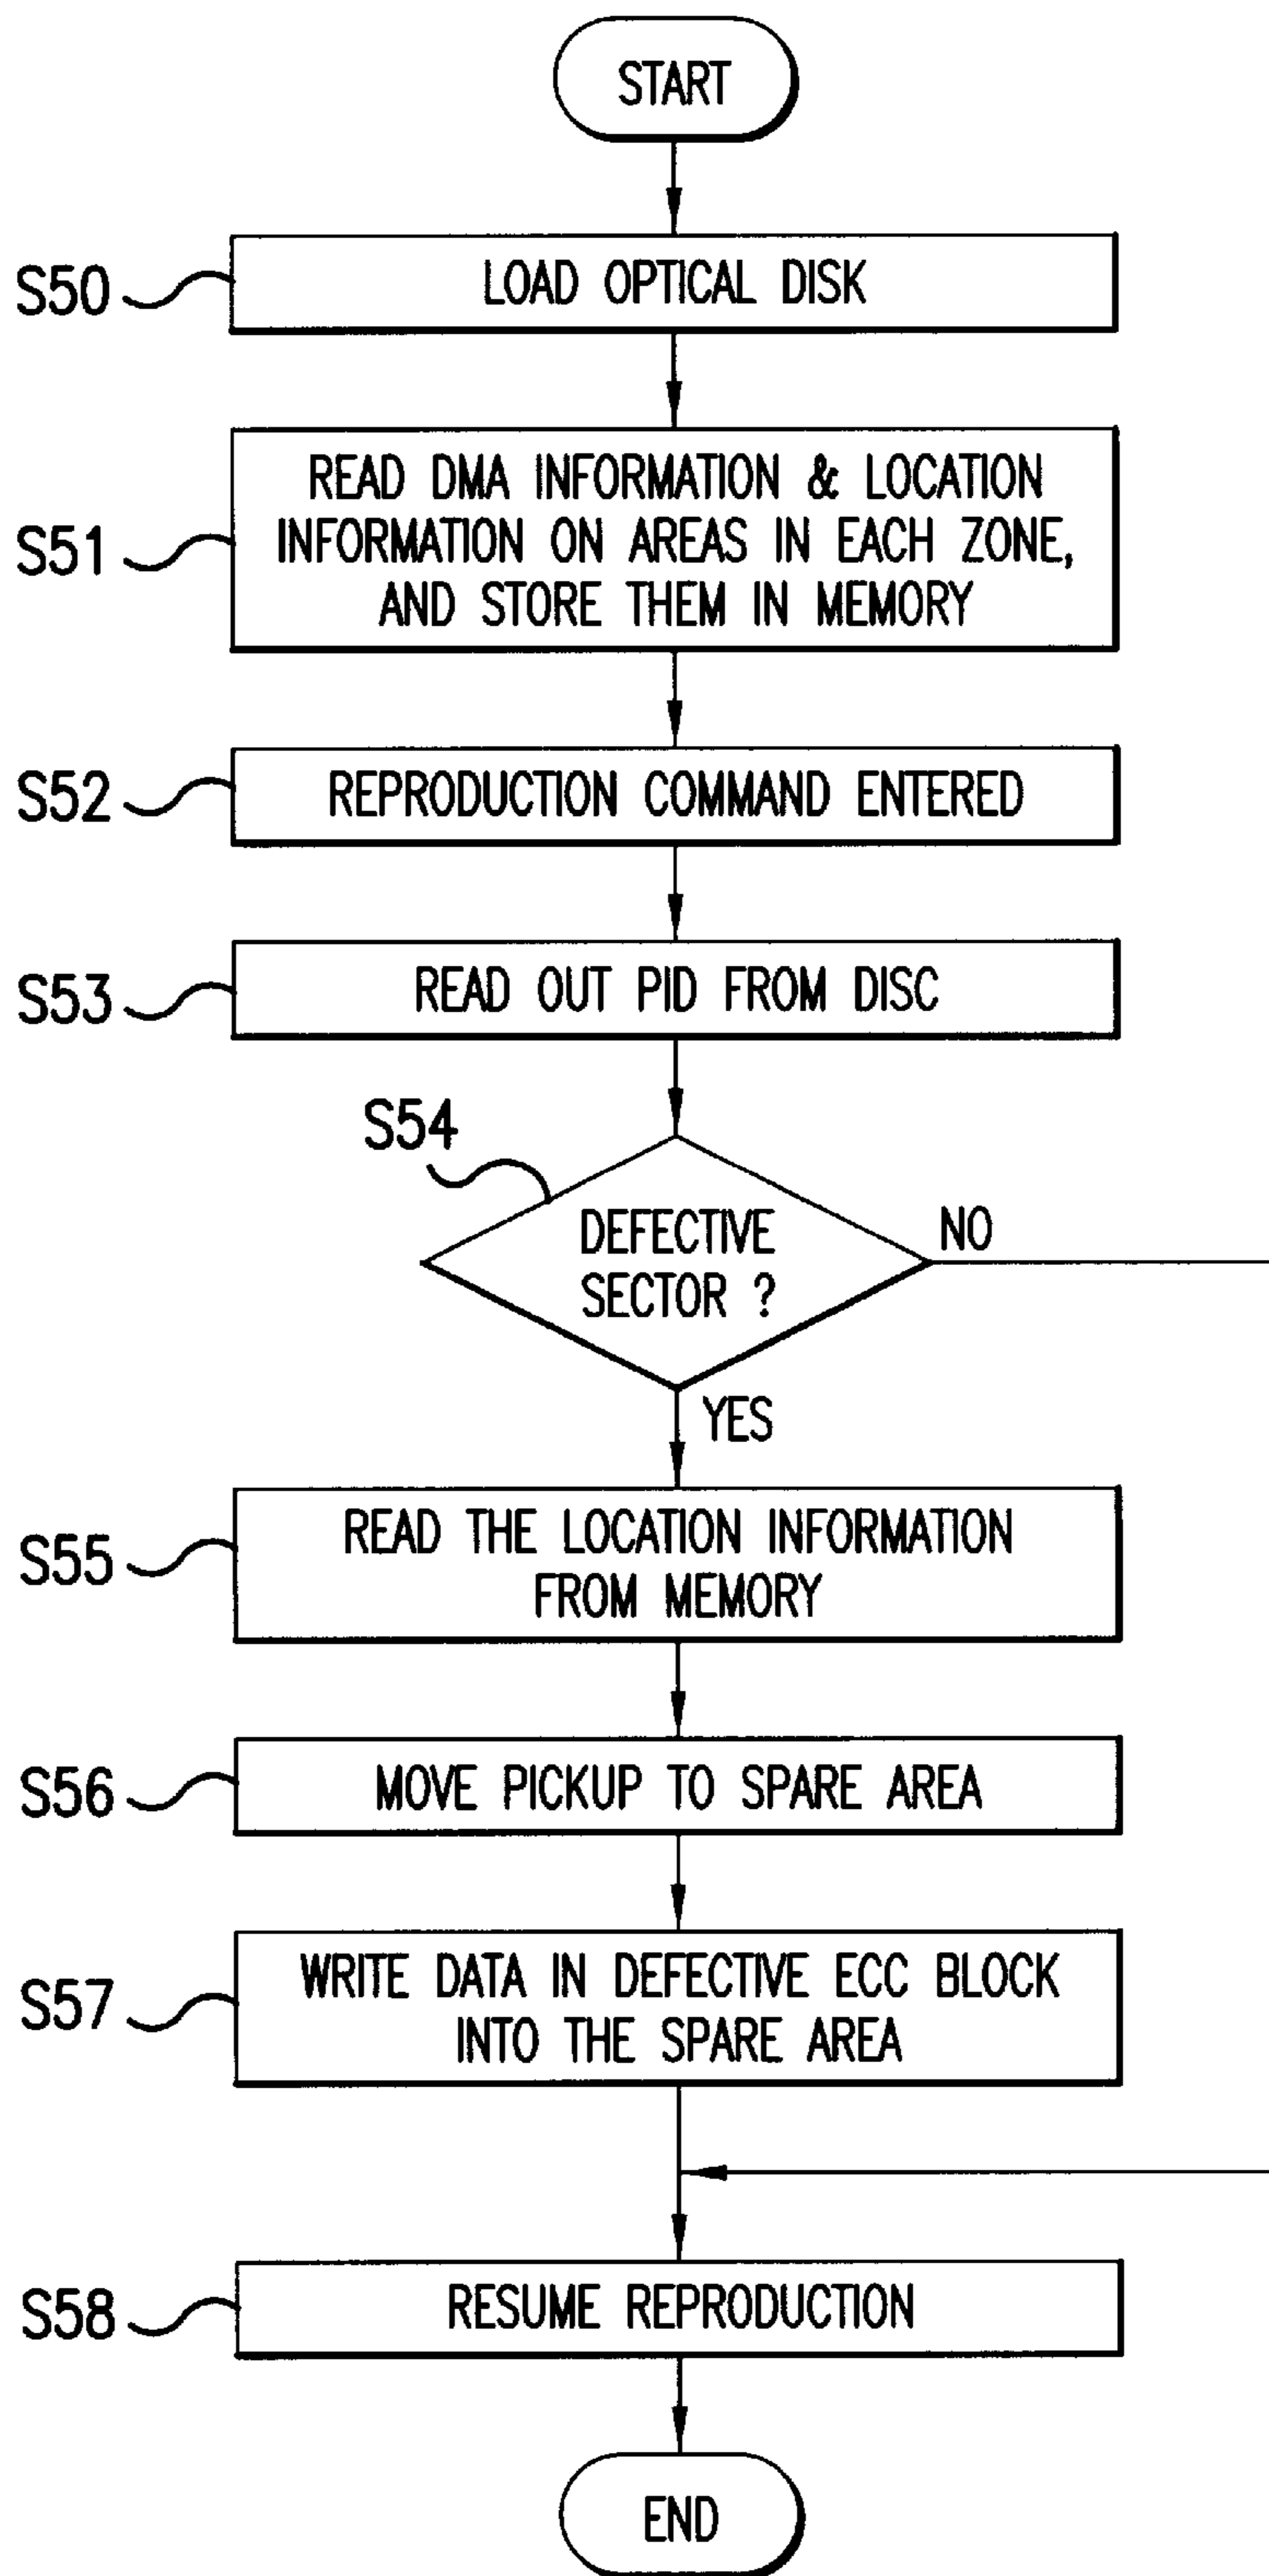 START
S50
LOAD OPTICAL DISK
S51
READ DMA INFORMATION & LOCATION
INFORMATION ON AREAS IN EACH ZONE,
AND STORE THEM IN MEMORY
S52
REPRODUCTION COMMAND ENTERED
S53
READ OUT PID FROM DISC
S54
DEFECTIVE
SECTOR ?
NO
YES
S55
READ THE LOCATION INFORMATION
FROM MEMORY
S56
MOVE PICKUP TO SPARE AREA
S57
WRITE DATA IN DEFECTIVE ECC BLOCK
INTO THE SPARE AREA
S58
RESUME REPRODUCTION
END